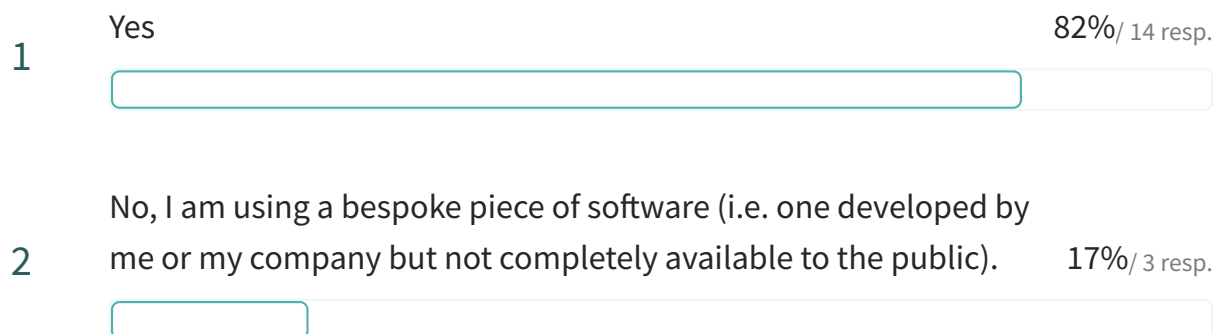 1
Yes
82%/ 14 resp.
2
No, I am using a bespoke piece of software (i.e. one developed by
me or my company but not completely available to the public).
17%/ 3 resp.